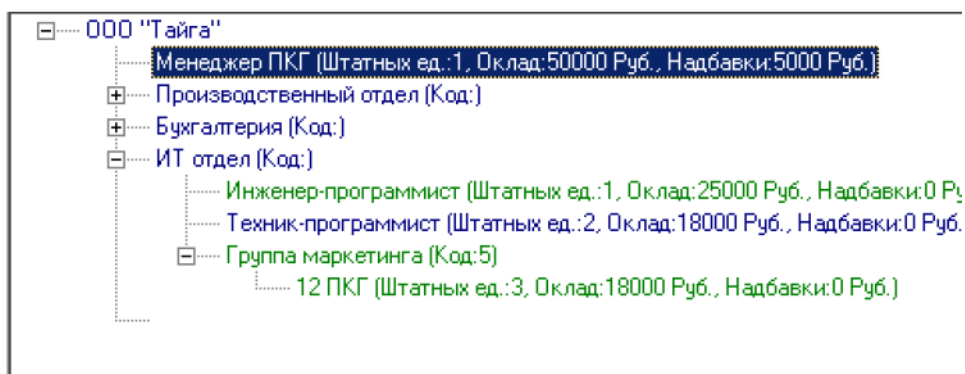 ООО "Тайга"
Менеджер ПКГ (Штатных ед.:1, Оклад:50000 Руб., Надбавки:5000 Руб.)
Производственный отдел (Код:)
Бухгалтерия (Код:)
ИТ отдел (Код:)
Инженер-программист (Штатных ед.:1, Оклад:25000 Руб., Надбавки:0 Ру
Техник-программист (Штатных ед.:2, Оклад:18000 Руб., Надбавки:0 Руб.
Группа маркетинга (Код:5)
12 ПКГ (Штатных ед.:3, Оклад:18000 Руб., Надбавки:0 Руб.)